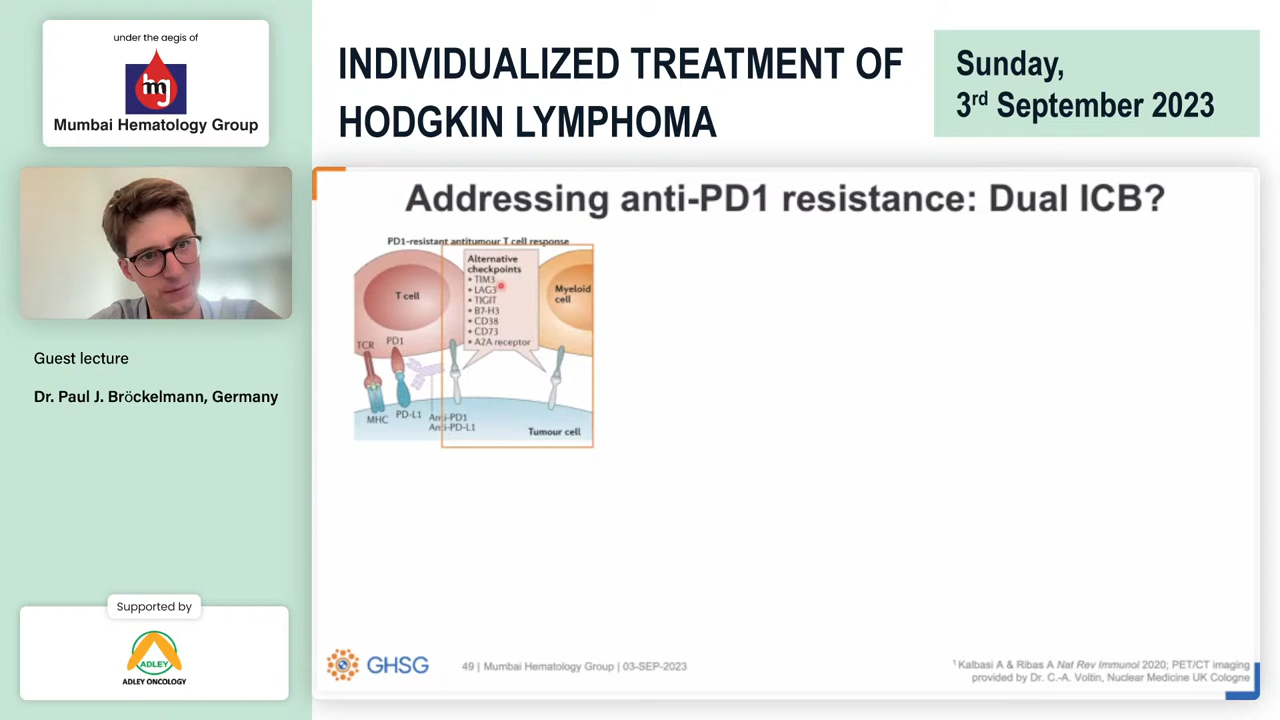 under the aegis of
mg
Mumbai Hematology Group
INDIVIDUALIZED TREATMENT OF
HODGKIN LYMPHOMA
Sunday,
3rd September 2023
Guest lecture
Dr. Paul J. Bröckelmann, Germany
Supported by
ADLEY
ADLEY ONCOLOGY
Addressing anti-PD1 resistance: Dual ICB?
PD1-resistant antitumour T cell response
Alternative
checkpoints
• TIM3
• LAG3
• TIGIT
• B7-H3
• CD38
• CD73
• A2A receptor
T cell
Myeloid
cell
TCR
PD1
MHC
PD-L1
Anti-PD1
Anti-PD-L1
Tumour cell
GHSG
49 | Mumbai Hematology Group | 03-SEP-2023
¹ Kalbasi A & Ribas A Nat Rev Immunol 2020; PET/CT imaging
provided by Dr. C.-A. Voltin, Nuclear Medicine UK Cologne